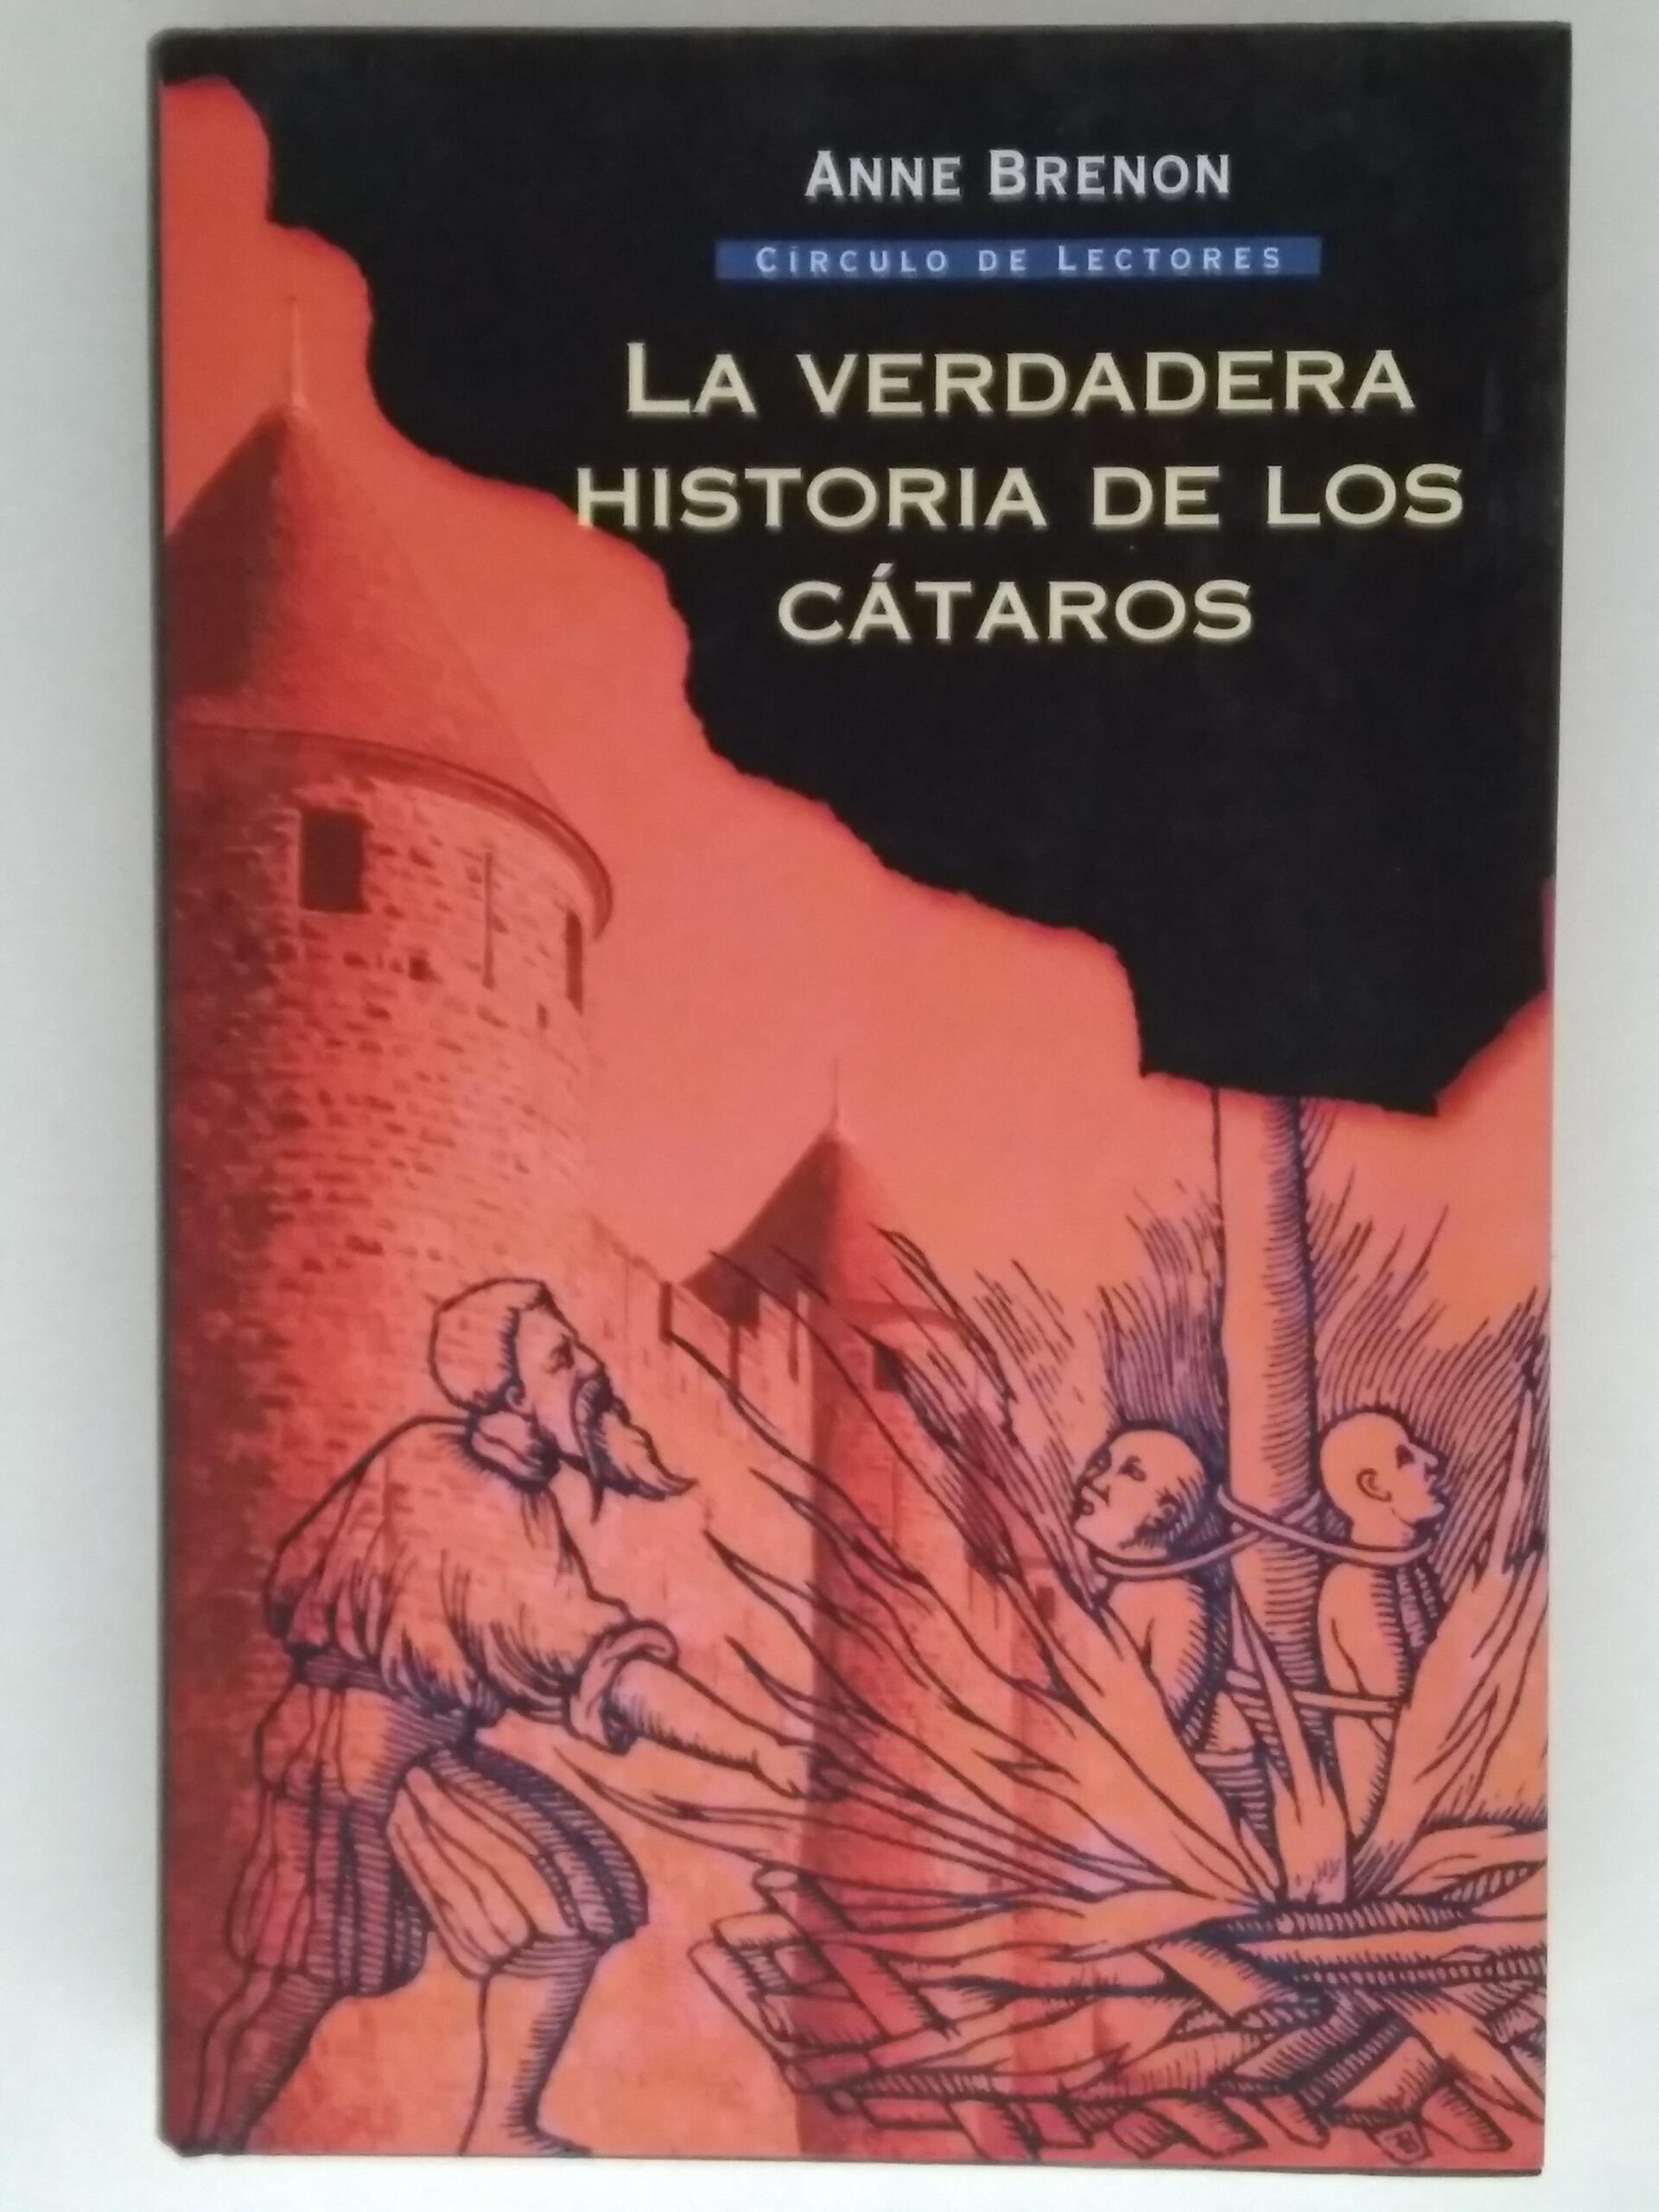 ANNE BRENON
CÍRCULO DE LECTORES
LA VERDADERA
HISTORIA DE LOS
CÁTAROS